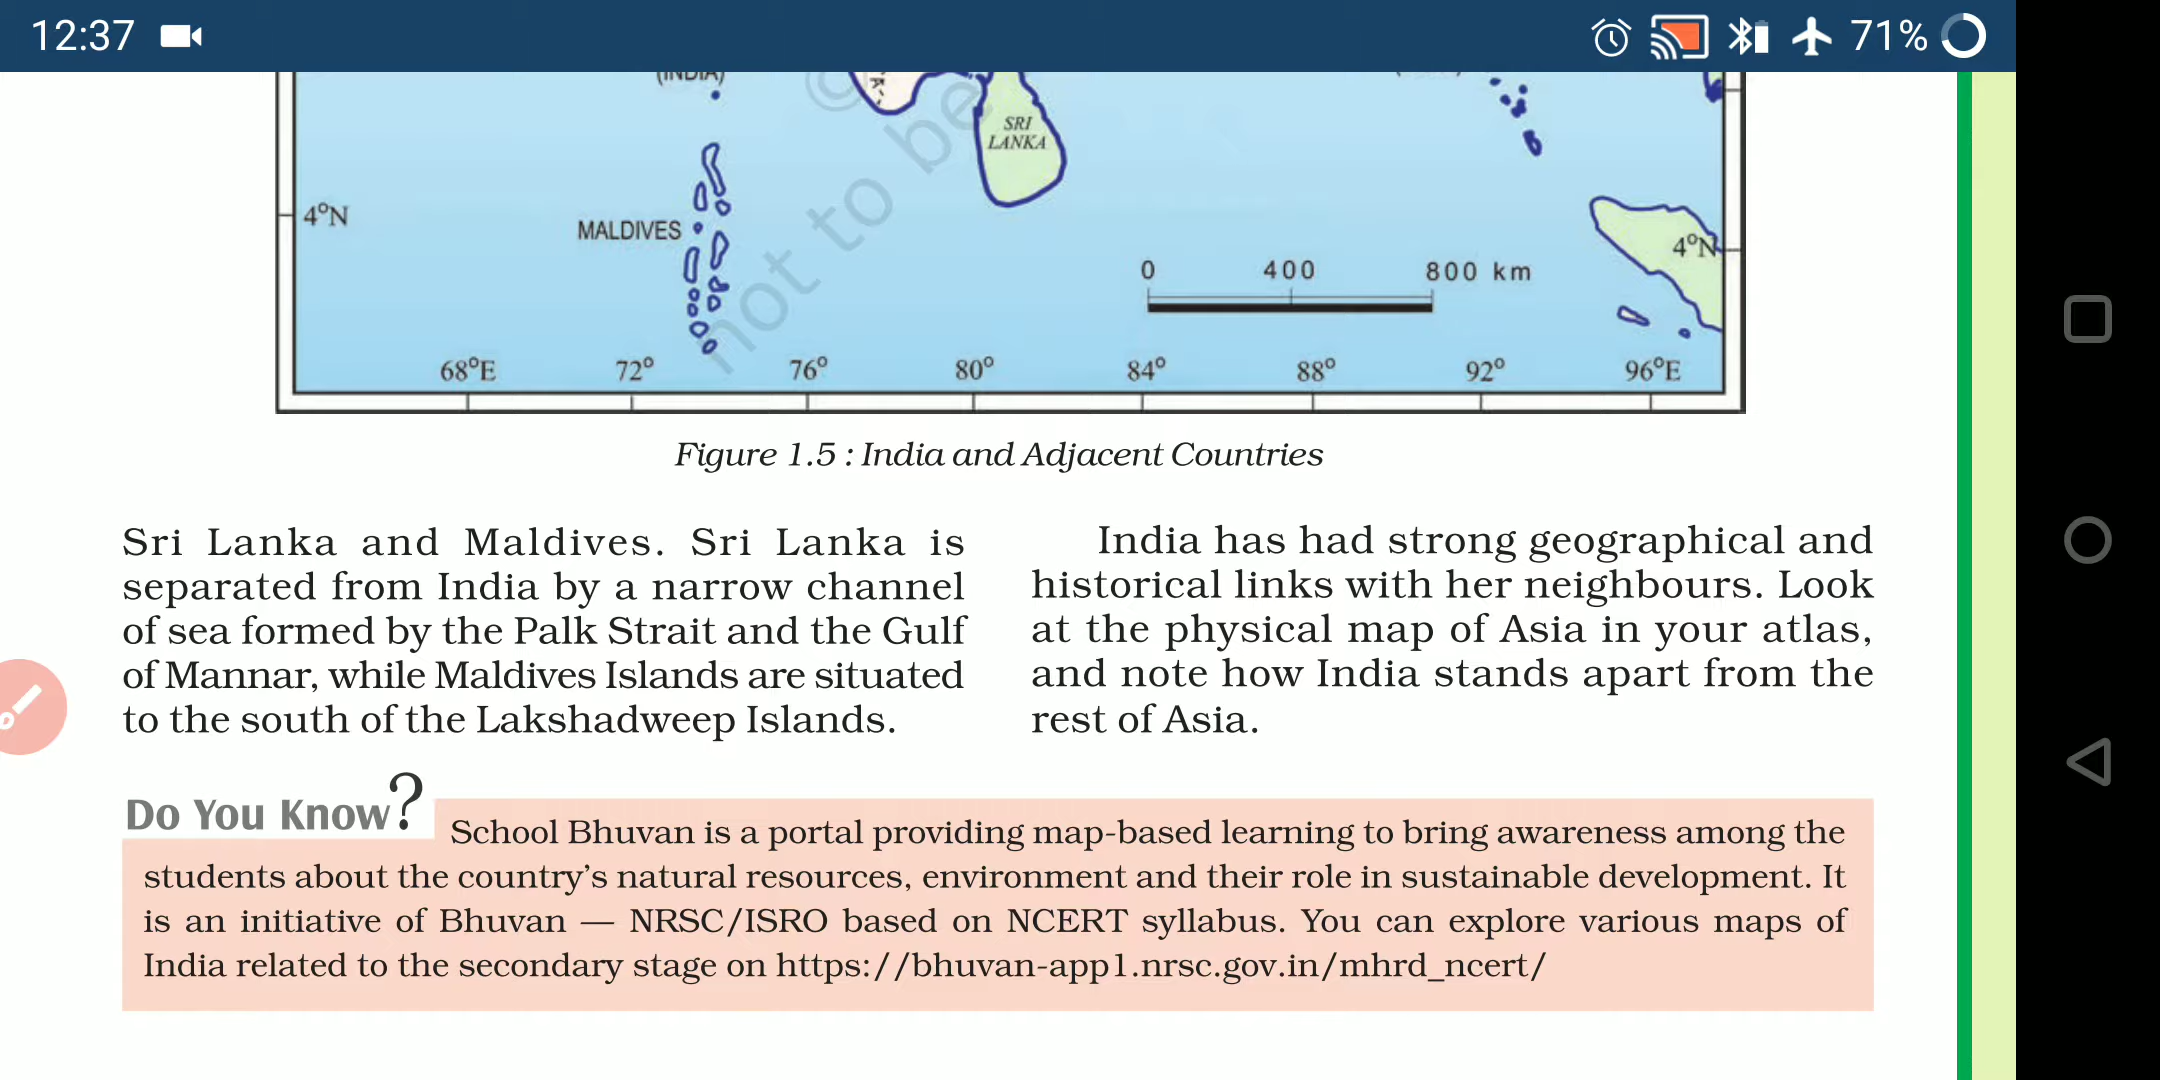 12:37
71%
(INDIA)
SRI
LANKA
4°N
MALDIVES
4°N
0 400 800 km
not to be
68°E 72° 76° 80° 84° 88° 92° 96°E
Figure 1.5 : India and Adjacent Countries
Sri Lanka and Maldives. Sri Lanka is
separated from India by a narrow channel
of sea formed by the Palk Strait and the Gulf
of Mannar, while Maldives Islands are situated
to the south of the Lakshadweep Islands.
India has had strong geographical and
historical links with her neighbours. Look
at the physical map of Asia in your atlas,
and note how India stands apart from the
rest of Asia.
Do You Know?
School Bhuvan is a portal providing map-based learning to bring awareness among the
students about the country's natural resources, environment and their role in sustainable development. It
is an initiative of Bhuvan — NRSC/ISRO based on NCERT syllabus. You can explore various maps of
India related to the secondary stage on https://bhuvan-app1.nrsc.gov.in/mhrd_ncert/